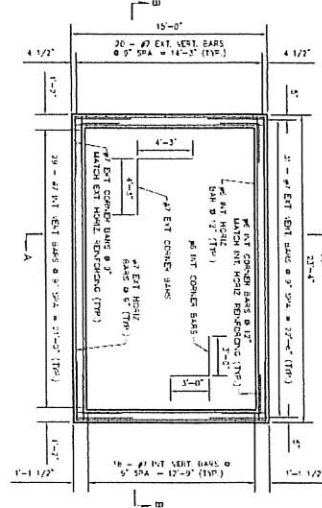 B
15'-0"
20 - #7 EXT. VERT. BARS
@ 9" SPA = 14'-3" (TYP.)
4 1/2"
4 1/2"
1'-2"
5"
4'-3"
4'-3"
#7 EXT CORNER BARS @ 9"
MATCH EXT. HORIZ. REINFORCING (TYP.)
#7 EXT HORIZ
BARS @ 6" (TYP.)
#7 EXT CORNER BARS
#6 INT. CORNER BARS
#6 INT. HORIZ
BAR @ 12" (TYP.)
#6 INT CORNER BARS @ 12"
MATCH INT HORIZ REINFORCING (TYP.)
3'-0"
3'-0"
A
29 - #7 INT VERT BARS @ 9" SPA = 21'-0" (TYP.)
31 - #7 EXT VERT. BARS @ 9" SPA = 22'-6" (TYP.)
23'-4"
1'-2"
5"
1'-1 1/2"
18 - #7 INT VERT. BARS @
9" SPA = 12'-9" (TYP.)
1'-1 1/2"
B